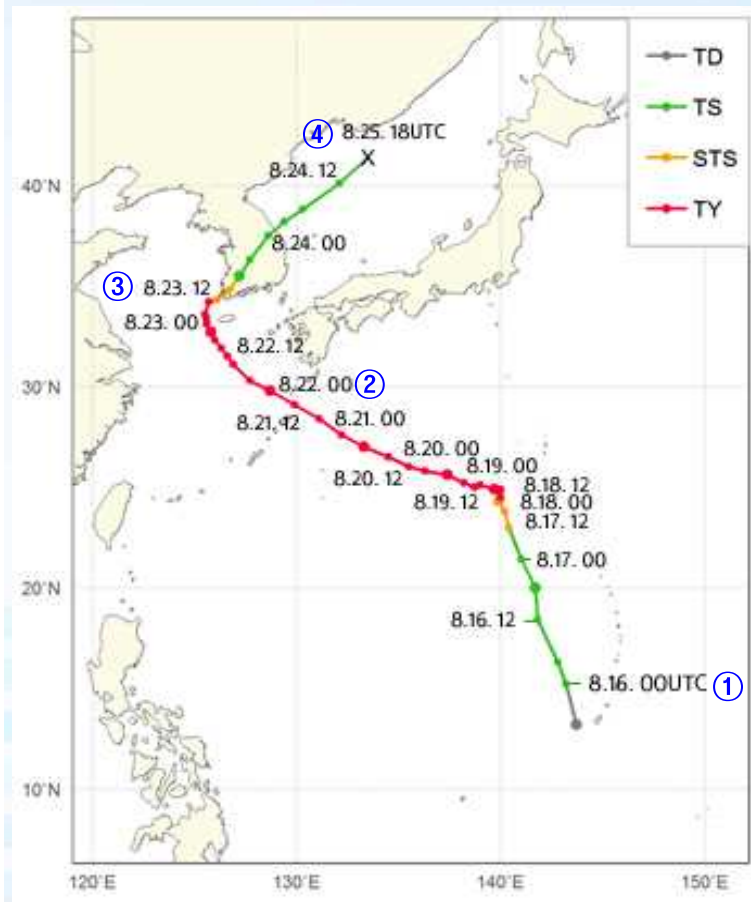 TD
TS
STS
TY
④ 8.25. 18UTC
8.24. 12
40°N
8.24. 00
③ 8.23. 12
8.23. 00
8.22. 12
30°N
8.22. 00 ②
8.21. 12
8.21. 00
8.20. 00
8.20. 12
8.19. 00
8.19. 12
8.18. 12
8.18. 00
8.17. 12
8.17. 00
20°N
8.16. 12
8.16. 00UTC ①
10°N
120°E 130°E 140°E 150°E